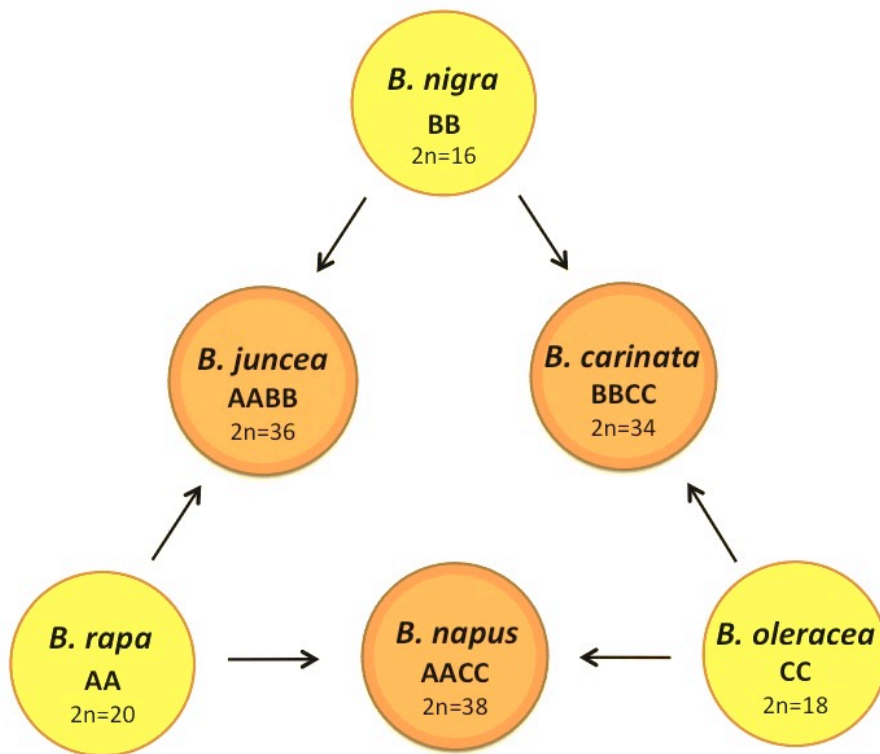 B. nigra
BB
2n=16
B. juncea
AABB
2n=36
B. carinata
BBCC
2n=34
B. rapa
AA
2n=20
B. napus
AACC
2n=38
B. oleracea
CC
2n=18